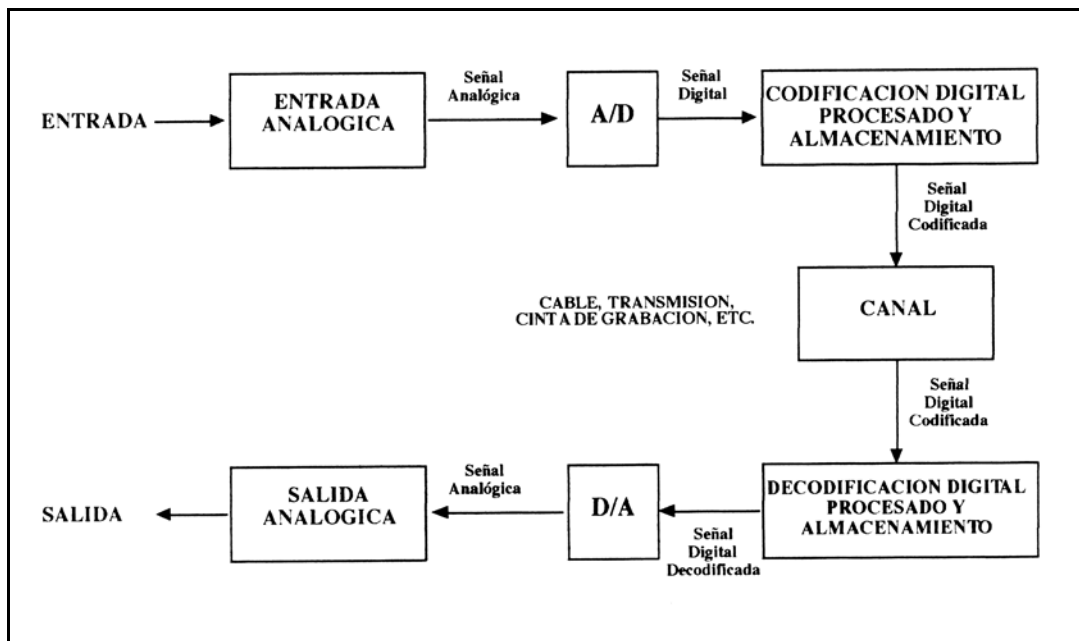 ENTRADA
ENTRADA
ANALOGICA
Señal
Analógica
A/D
Señal
Digital
CODIFICACION DIGITAL
PROCESADO Y
ALMACENAMIENTO
Señal
Digital
Codificada
CABLE, TRANSMISION,
CINTA DE GRABACION, ETC.
CANAL
Señal
Digital
Codificada
DECODIFICACION DIGITAL
PROCESADO Y
ALMACENAMIENTO
Señal
Digital
Decodificada
D/A
Señal
Analógica
SALIDA
ANALOGICA
SALIDA